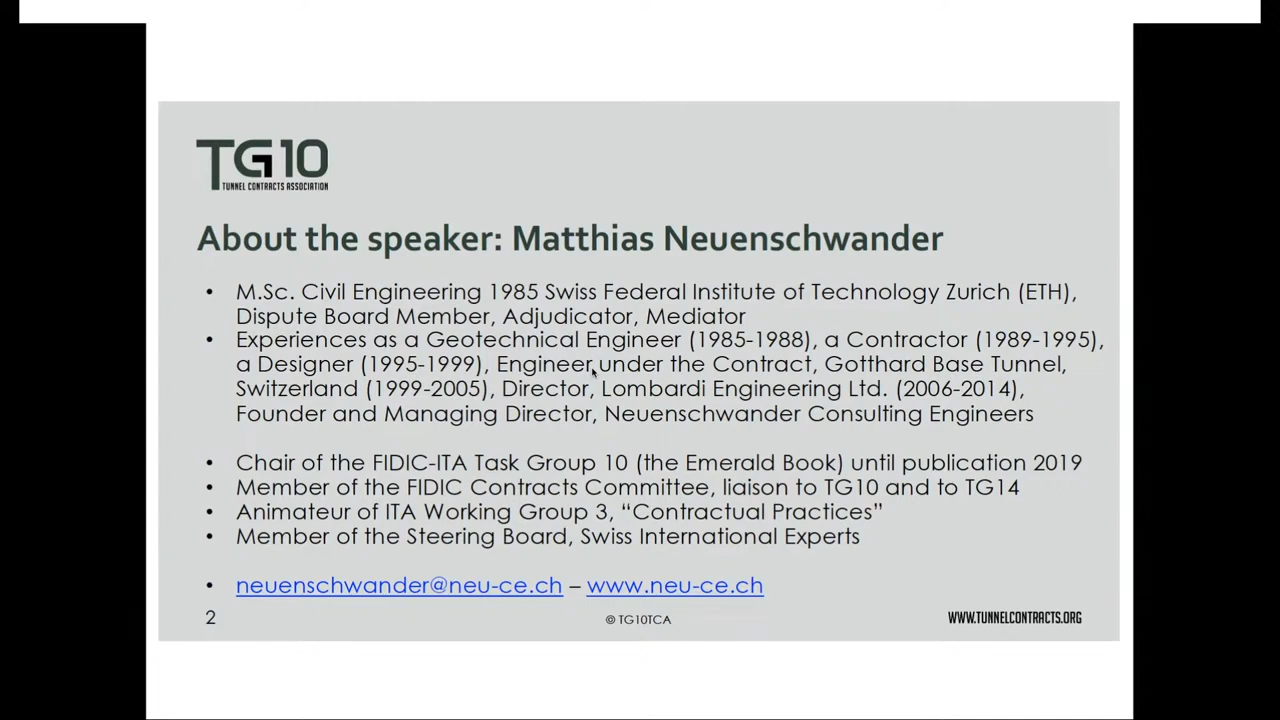 TG10
TUNNEL CONTRACTS ASSOCIATION
About the speaker: Matthias Neuenschwander
• M.Sc. Civil Engineering 1985 Swiss Federal Institute of Technology Zurich (ETH),
Dispute Board Member, Adjudicator, Mediator
• Experiences as a Geotechnical Engineer (1985-1988), a Contractor (1989-1995),
a Designer (1995-1999), Engineer under the Contract, Gotthard Base Tunnel,
Switzerland (1999-2005), Director, Lombardi Engineering Ltd. (2006-2014),
Founder and Managing Director, Neuenschwander Consulting Engineers
• Chair of the FIDIC-ITA Task Group 10 (the Emerald Book) until publication 2019
• Member of the FIDIC Contracts Committee, liaison to TG10 and to TG14
• Animateur of ITA Working Group 3, “Contractual Practices”
• Member of the Steering Board, Swiss International Experts
• neuenschwander@neu-ce.ch – www.neu-ce.ch
2
© TG10TCA
WWW.TUNNELCONTRACTS.ORG